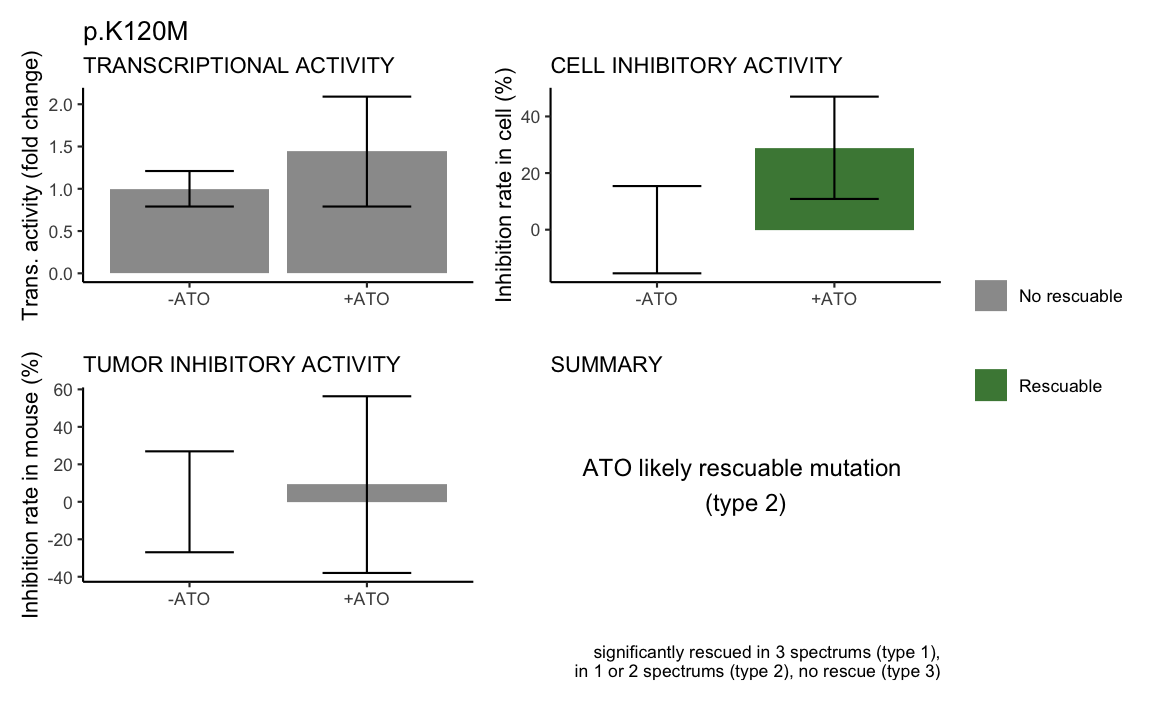 p.K120M
TRANSCRIPTIONAL ACTIVITY
Trans. activity (fold change)
2.0
1.5
1.0
0.5
0.0
-ATO
+ATO
CELL INHIBITORY ACTIVITY
Inhibition rate in cell (%)
40
20
0
-ATO
+ATO
No rescuable
Rescuable
TUMOR INHIBITORY ACTIVITY
Inhibition rate in mouse (%)
60
40
20
0
-20
-40
-ATO
+ATO
SUMMARY
ATO likely rescuable mutation
(type 2)
significantly rescued in 3 spectrums (type 1),
in 1 or 2 spectrums (type 2), no rescue (type 3)